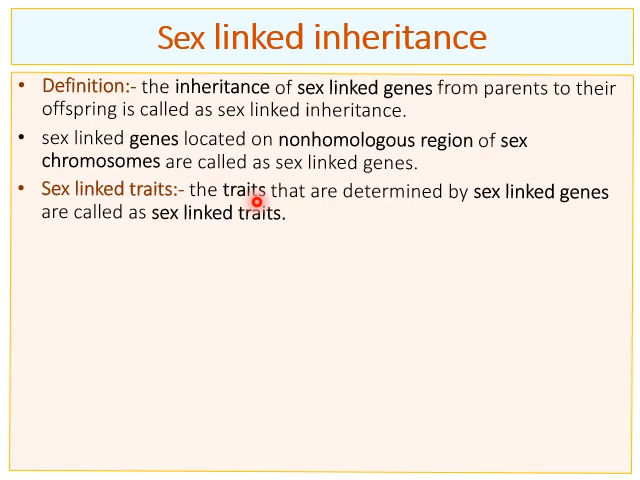 Sex linked inheritance
• Definition:- the inheritance of sex linked genes from parents to their
offspring is called as sex linked inheritance.
• sex linked genes located on nonhomologous region of sex
chromosomes are called as sex linked genes.
• Sex linked traits:- the traits that are determined by sex linked genes
are called as sex linked traits.